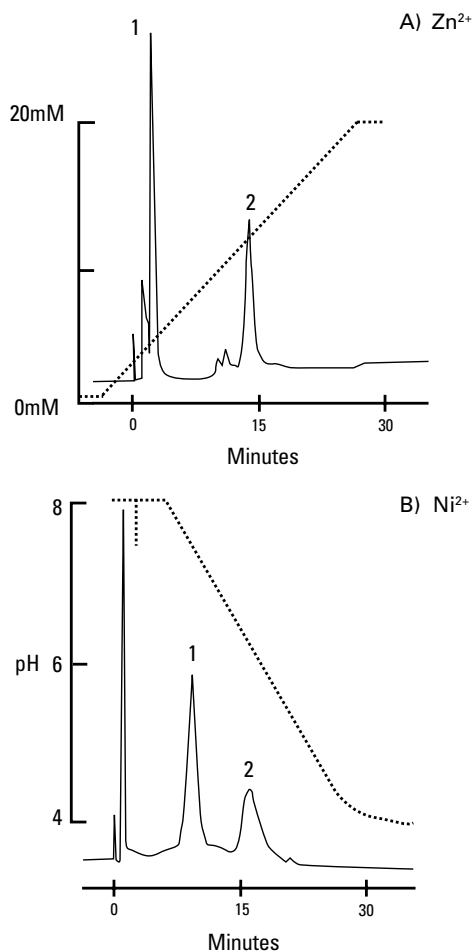 A) Zn²⁺
1
20mM
2
0mM
0 15 30
Minutes
B) Ni²⁺
8
pH 6
1
2
4
0 15 30
Minutes